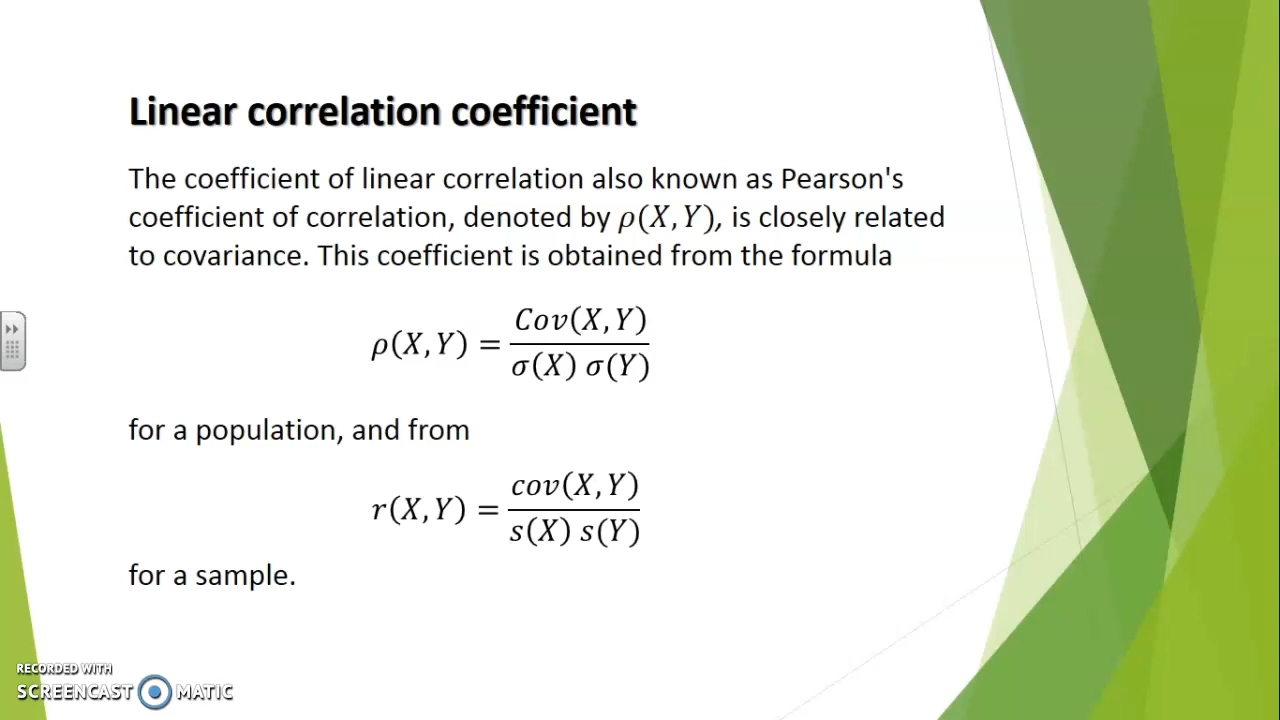 Linear correlation coefficient
The coefficient of linear correlation also known as Pearson's
coefficient of correlation, denoted by ρ(X,Y), is closely related
to covariance. This coefficient is obtained from the formula
ρ(X,Y) = Cov(X,Y) / σ(X) σ(Y)
for a population, and from
r(X,Y) = cov(X,Y) / s(X) s(Y)
for a sample.
RECORDED WITH
SCREENCAST MATIC